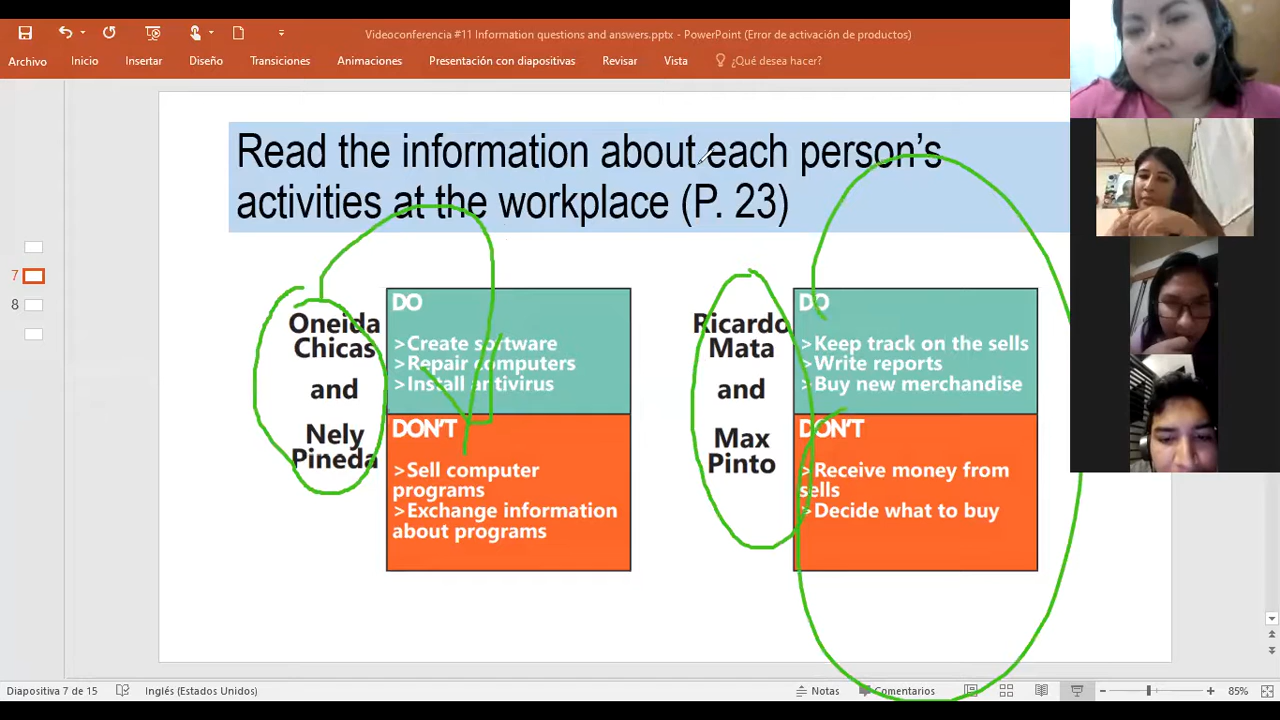 Videoconferencia #11 Information questions and answers.pptx - PowerPoint (Error de activación de productos)
Archivo Inicio Insertar Diseño Transiciones Animaciones Presentación con diapositivas Revisar Vista ¿Qué desea hacer?
Read the information about each person's
activities at the workplace (P. 23)
7
8
Oneida
Chicas
and
Nely
Pineda
DO
>Create software
>Repair computers
>Install antivirus
DON'T
>Sell computer
programs
>Exchange information
about programs
Ricardo
Mata
and
Max
Pinto
DO
>Keep track on the sells
>Write reports
>Buy new merchandise
DON'T
>Receive money from
sells
>Decide what to buy
Diapositiva 7 de 15 Inglés (Estados Unidos) Notas Comentarios 85%